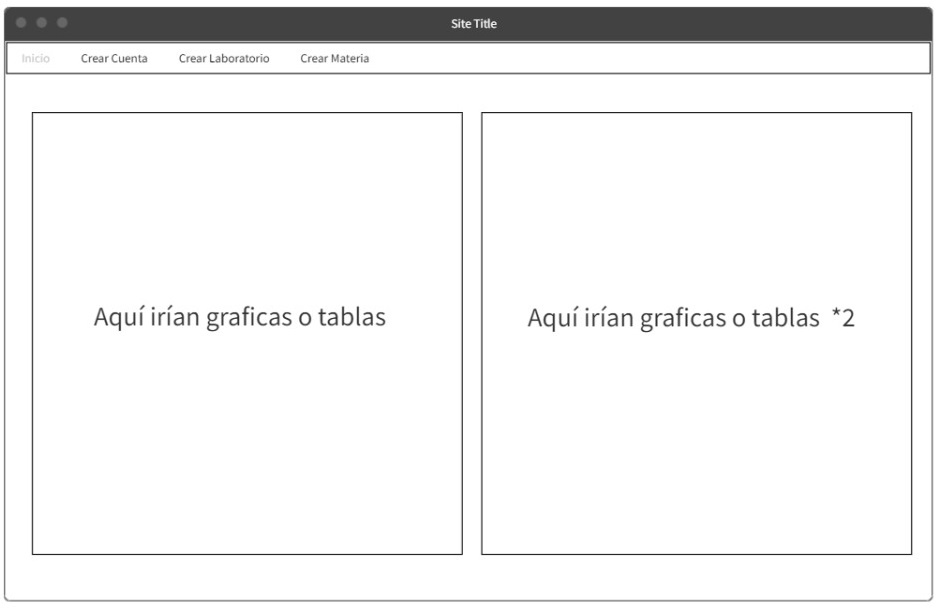 Site Title
Inicio Crear Cuenta Crear Laboratorio Crear Materia
Aquí irían graficas o tablas
Aquí irían graficas o tablas *2